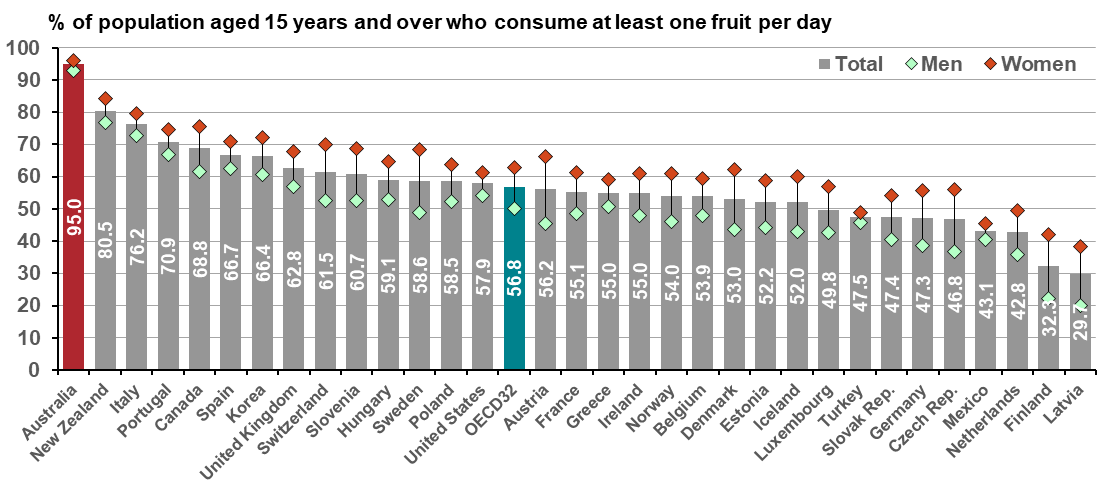 % of population aged 15 years and over who consume at least one fruit per day
100
90
80
70
60
50
40
30
20
10
0
Total
Men
Women
95.0
80.5
76.2
70.9
68.8
66.7
66.4
62.8
61.5
60.7
59.1
58.6
58.5
57.9
56.8
56.2
55.1
55.0
55.0
54.0
53.9
53.0
52.2
52.0
49.8
47.5
47.4
47.3
46.8
43.1
42.8
32.3
Australia
New Zealand
Italy
Portugal
Canada
Spain
Korea
United Kingdom
Switzerland
Slovenia
Hungary
Sweden
Poland
United States
OECD32
Austria
France
Greece
Ireland
Norway
Belgium
Denmark
Estonia
Iceland
Luxembourg
Turkey
Slovak Rep.
Germany
Czech Rep.
Mexico
Netherlands
Finland
Latvia